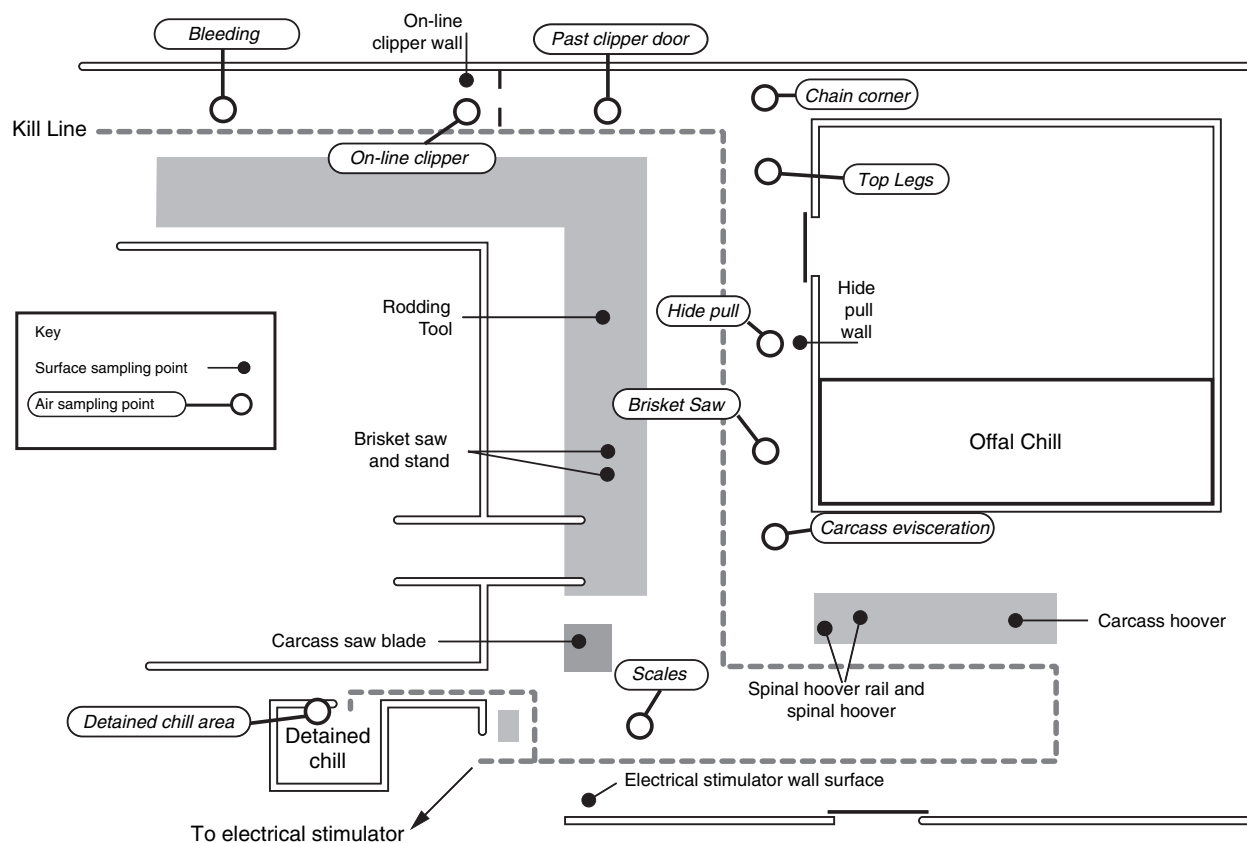 Bleeding
On-line
clipper wall
Past clipper door
Chain corner
Kill Line
On-line clipper
Top Legs
Rodding
Tool
Hide pull
Hide
pull
wall
Key
Surface sampling point
Air sampling point
Brisket Saw
Brisket saw
and stand
Offal Chill
Carcass evisceration
Carcass saw blade
Carcass hoover
Scales
Spinal hoover rail and
spinal hoover
Detained chill area
Detained
chill
Electrical stimulator wall surface
To electrical stimulator